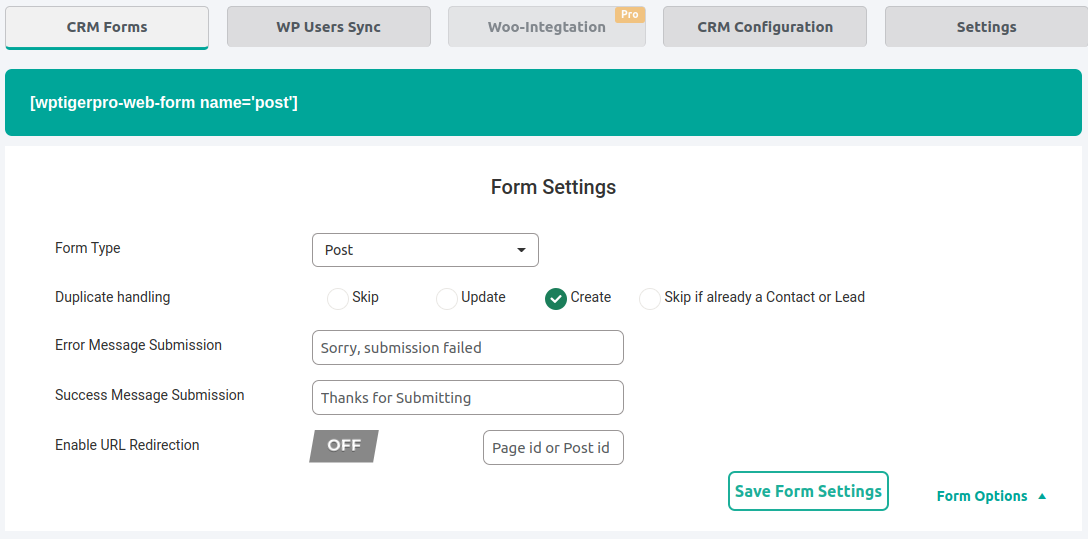 CRM Forms
WP Users Sync
Woo-Integtation
Pro
CRM Configuration
Settings
[wptigerpro-web-form name='post']
Form Settings
Form Type
Post
Duplicate handling
Skip
Update
Create
Skip if already a Contact or Lead
Error Message Submission
Sorry, submission failed
Success Message Submission
Thanks for Submitting
Enable URL Redirection
OFF
Page id or Post id
Save Form Settings
Form Options